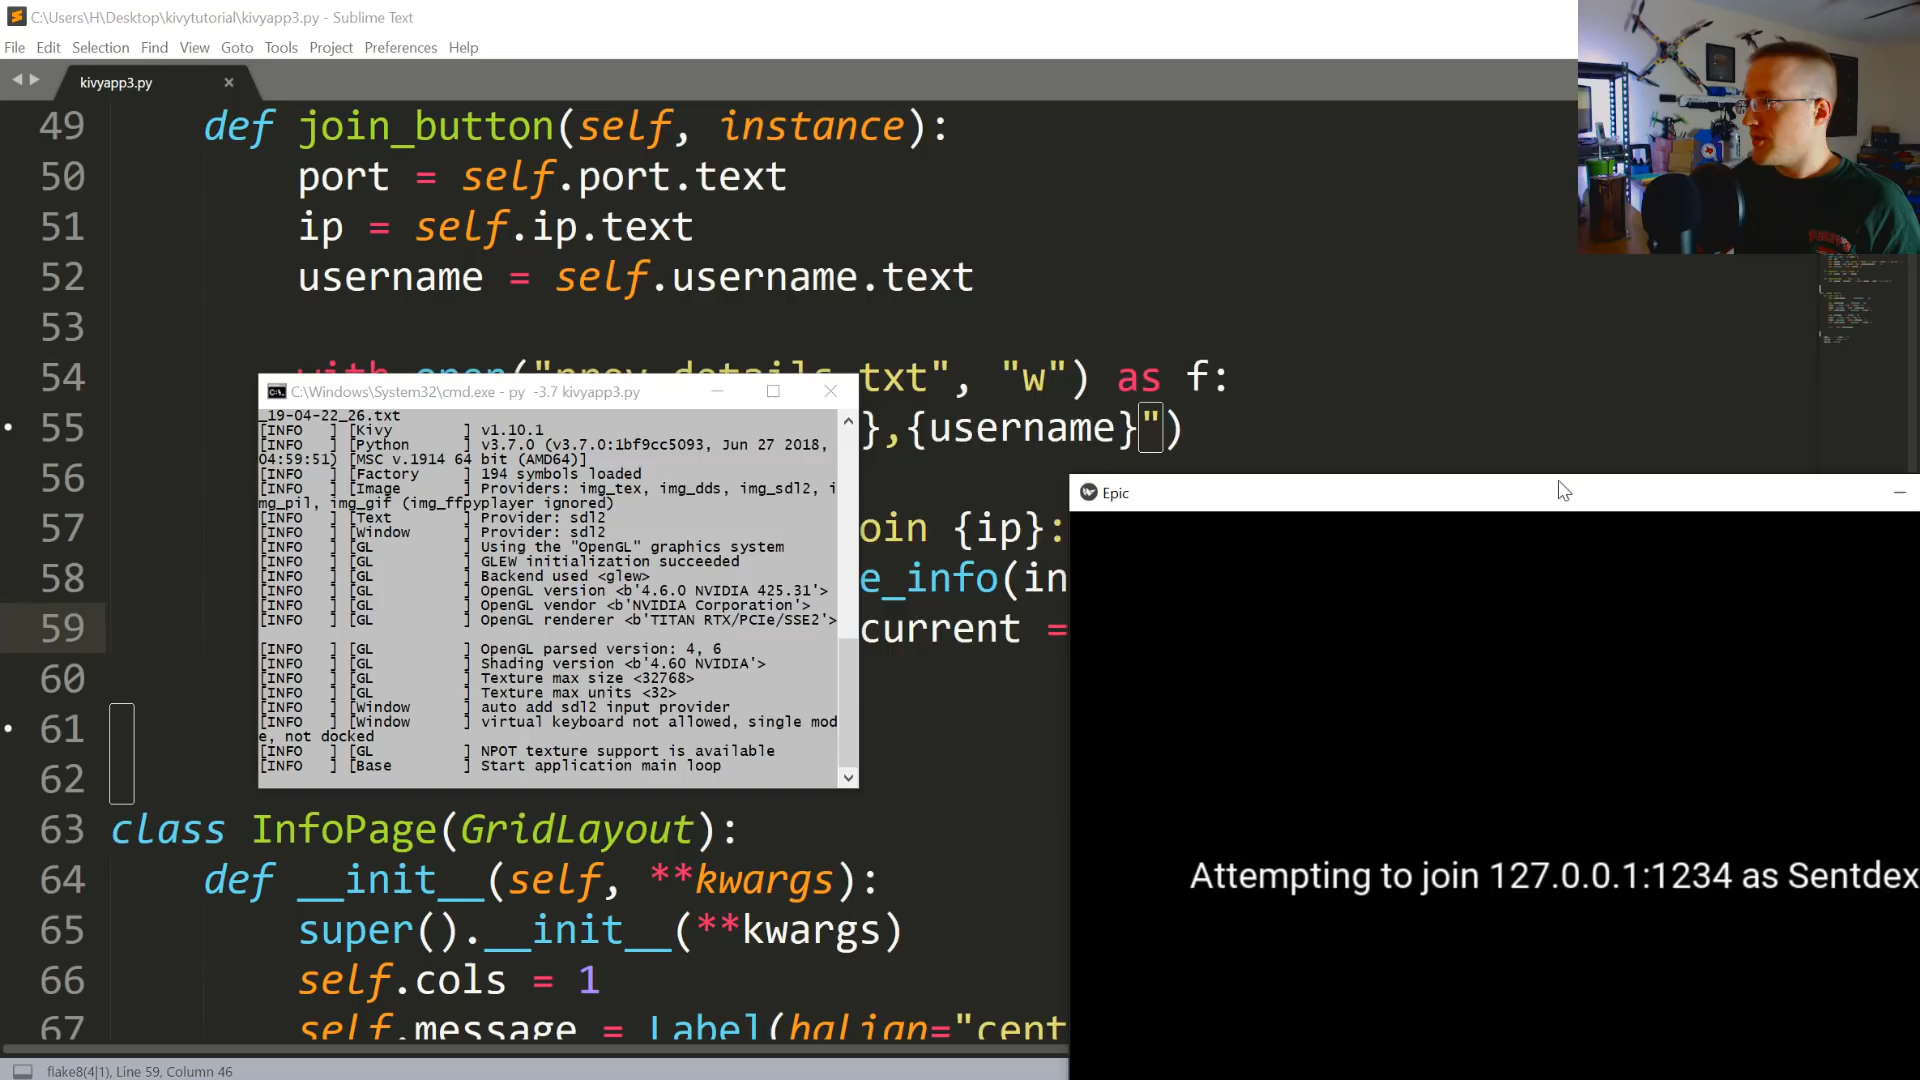 C:\Users\H\Desktop\kivytutorial\kivyapp3.py - Sublime Text
File Edit Selection Find View Goto Tools Project Preferences Help
kivyapp3.py
49 def join_button(self, instance):
50 port = self.port.text
51 ip = self.ip.text
52 username = self.username.text
53
54 with open("prev_details.txt", "w") as f:
55 },{username}")
56
57 oin {ip}:
58 e_info(in
59 current =
60
61
62
63 class InfoPage(GridLayout):
64 def __init__(self, **kwargs):
65 super().__init__(**kwargs)
66 self.cols = 1
67 self.message = Label(halign="cent
C:\Windows\System32\cmd.exe - py -3.7 kivyapp3.py
_19-04-22_26.txt
[INFO ] [Kivy ] v1.10.1
[INFO ] [Python ] v3.7.0 (v3.7.0:1bf9cc5093, Jun 27 2018,
04:59:51) [MSC v.1914 64 bit (AMD64)]
[INFO ] [Factory ] 194 symbols loaded
[INFO ] [Image ] Providers: img_tex, img_dds, img_sdl2, i
mg_pil, img_gif (img_ffpyplayer ignored)
[INFO ] [Text ] Provider: sdl2
[INFO ] [Window ] Provider: sdl2
[INFO ] [GL ] Using the "OpenGL" graphics system
[INFO ] [GL ] GLEW initialization succeeded
[INFO ] [GL ] Backend used <glew>
[INFO ] [GL ] OpenGL version <b'4.6.0 NVIDIA 425.31'>
[INFO ] [GL ] OpenGL vendor <b'NVIDIA Corporation'>
[INFO ] [GL ] OpenGL renderer <b'TITAN RTX/PCIe/SSE2'>
[INFO ] [GL ] OpenGL parsed version: 4, 6
[INFO ] [GL ] Shading version <b'4.60 NVIDIA'>
[INFO ] [GL ] Texture max size <32768>
[INFO ] [GL ] Texture max units <32>
[INFO ] [Window ] auto add sdl2 input provider
[INFO ] [Window ] virtual keyboard not allowed, single mod
e, not docked
[INFO ] [GL ] NPOT texture support is available
[INFO ] [Base ] Start application main loop
Epic
Attempting to join 127.0.0.1:1234 as Sentdex
flake8(4|1), Line 59, Column 46